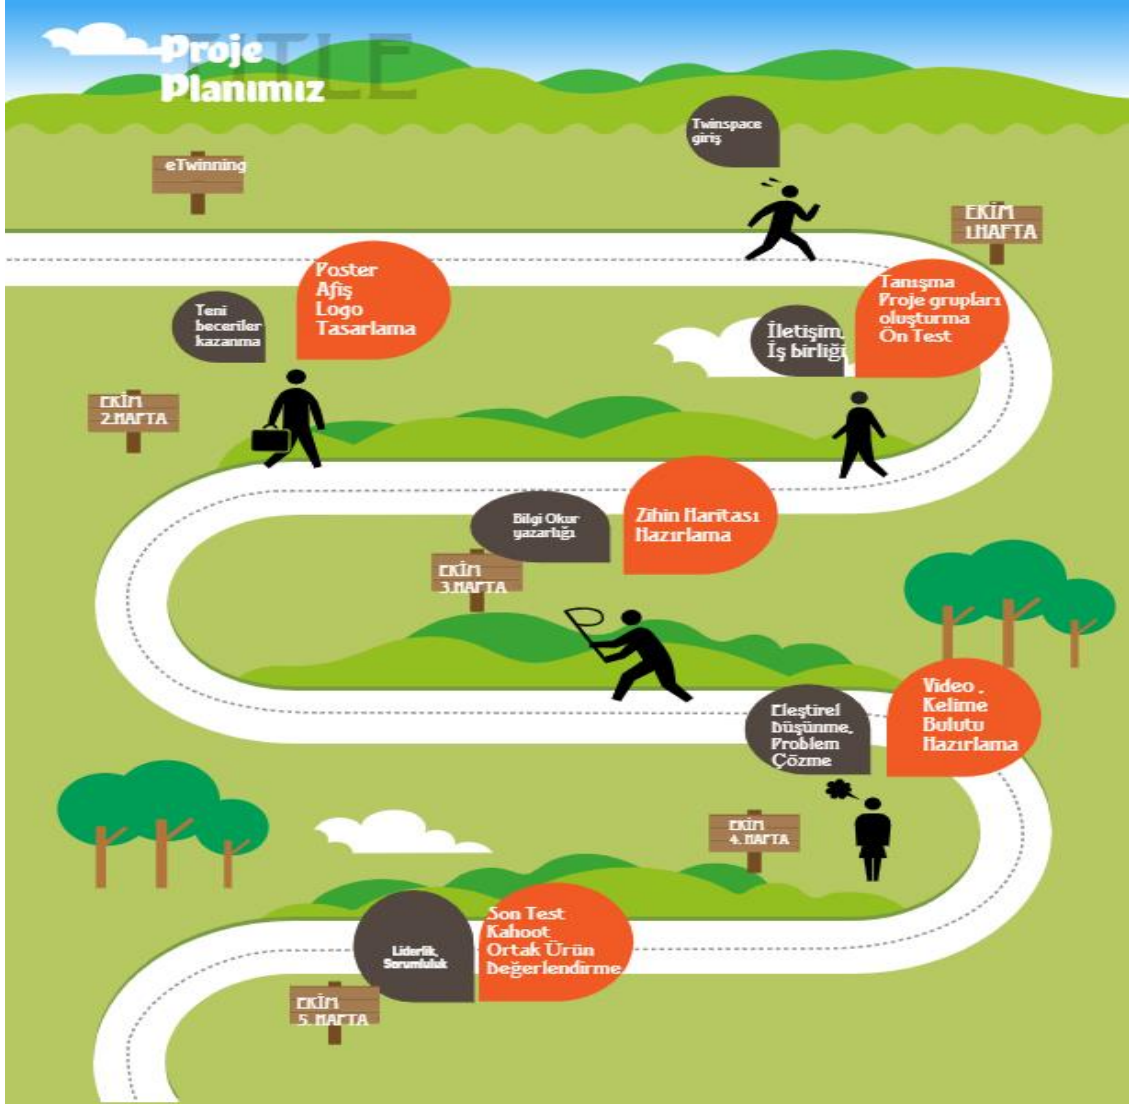 TITLE
Proje
Planımız
Twinspace
giriş
eTwinning
EKİM
1.HAFTA
Poster
Afiş
Logo
Tasarlama
Yeni
beceriler
kazanma
Tanışma
Proje grupları
oluşturma
Ön Test
İletişim,
İş birliği
EKİM
2.HAFTA
Bilgi Okur
yazarlığı
Zihin Haritası
Hazırlama
EKİM
3.HAFTA
Video ,
Kelime
Bulutu
Hazırlama
Eleştirel
Düşünme,
Problem
Çözme
EKİM
4. HAFTA
Son Test
Kahoot
Ortak Ürün
Değerlendirme
Liderlik,
Sorumluluk
EKİM
5. HAFTA